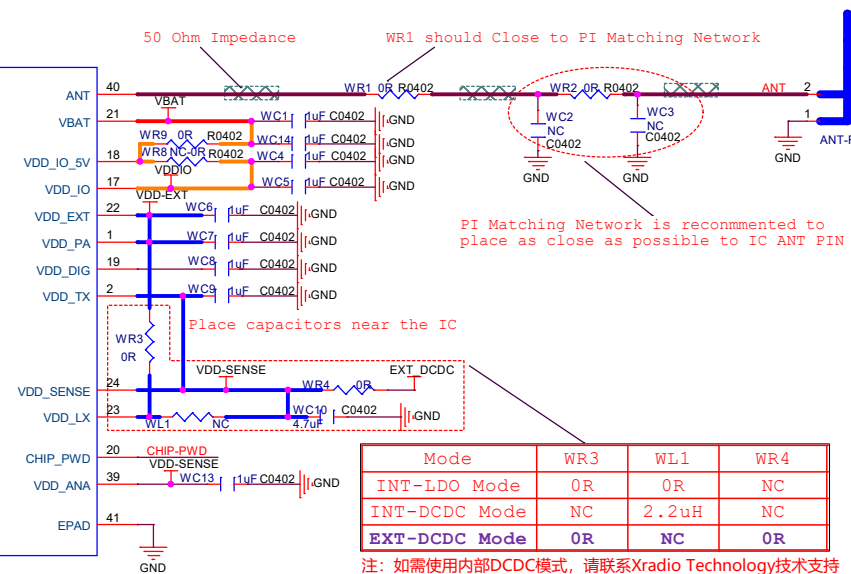 50 Ohm Impedance
WR1 should Close to PI Matching Network
ANT 40 WR1 0R R0402 WR2 0R R0402 ANT 2
VBAT
VBAT 21 WC1 1uF C0402 GND WC2 NC C0402 WC3 NC C0402 1
WR9 0R R0402 WC14 1uF C0402 GND GND ANT-F
VDD_IO_5V 18 WR8 NC-0R R0402 WC4 1uF C0402 GND
VDDIO GND GND
VDD_IO 17 WC5 1uF C0402 GND
VDD-EXT
VDD_EXT 22 WC6 1uF C0402 GND
PI Matching Network is reconmmented to
place as close as possible to IC ANT PIN
VDD_PA 1 WC7 1uF C0402 GND
VDD_DIG 19 WC8 1uF C0402 GND
VDD_TX 2 WC9 1uF C0402 GND
Place capacitors near the IC
WR3
0R
VDD-SENSE EXT_DCDC
VDD_SENSE 24 WR4 0R
VDD_LX 23 WL1 NC WC10 4.7uF C0402 GND
CHIP_PWD 20 CHIP-PWD
VDD-SENSE
VDD_ANA 39 WC13 1uF C0402 GND
EPAD 41
GND
Mode WR3 WL1 WR4
INT-LDO Mode 0R 0R NC
INT-DCDC Mode NC 2.2uH NC
EXT-DCDC Mode 0R NC 0R
注：如需使用内部DCDC模式，请联系Xradio Technology技术支持